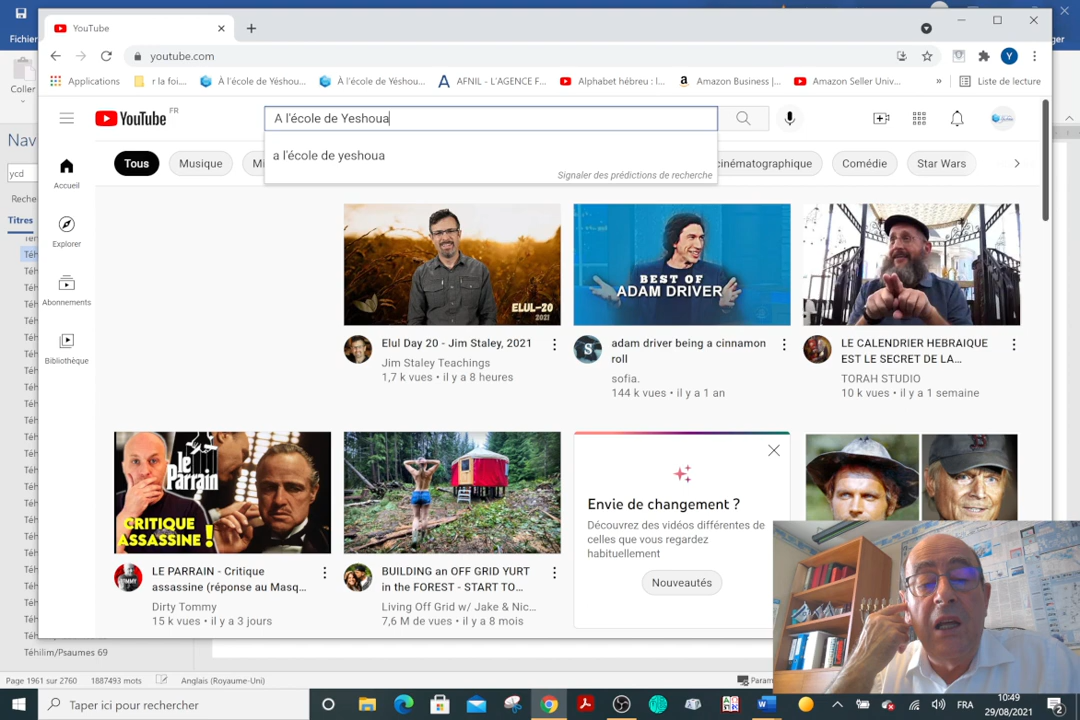 Fichier
YouTube
youtube.com
Coller
Applications
r la foi...
À l'école de Yéshou...
À l'école de Yéshou...
AFNIL - L'AGENCE F...
Alphabet hébreu : l...
Amazon Business |...
Amazon Seller Univ...
»
Liste de lecture
YouTube FR
A l'école de Yeshoua
a l'école de yeshoua
Signaler des prédictions de recherche
Nav
ycd
Reche
Titres
Accueil
Explorer
Abonnements
Bibliothèque
Tous
Musique
Mi
cinématographique
Comédie
Star Wars
ELUL-20
2021
BEST OF
ADAM DRIVER
Elul Day 20 - Jim Staley, 2021
Jim Staley Teachings
1,7 k vues • il y a 8 heures
adam driver being a cinnamon
roll
sofia.
144 k vues • il y a 1 an
LE CALENDRIER HEBRAIQUE
EST LE SECRET DE LA...
TORAH STUDIO
10 k vues • il y a 1 semaine
le
Parrain
CRITIQUE
ASSASSINE !
LE PARRAIN - Critique
assassine (réponse au Masq...
Dirty Tommy
15 k vues • il y a 3 jours
BUILDING an OFF GRID YURT
in the FOREST - START TO...
Living Off Grid w/ Jake & Nic...
7,6 M de vues • il y a 8 mois
Envie de changement ?
Découvrez des vidéos différentes de
celles que vous regardez
habituellement
Nouveautés
Téhilim/Psaumes 69
Page 1961 sur 2760
1887493 mots
Anglais (Royaume-Uni)
Param
Taper ici pour rechercher
FRA
10:49
29/08/2021
2